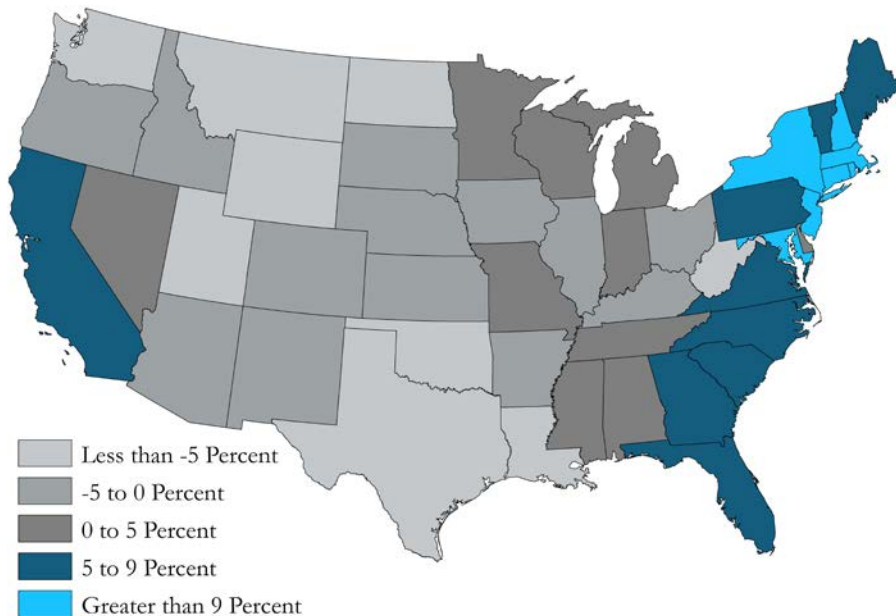 Less than -5 Percent
-5 to 0 Percent
0 to 5 Percent
5 to 9 Percent
Greater than 9 Percent